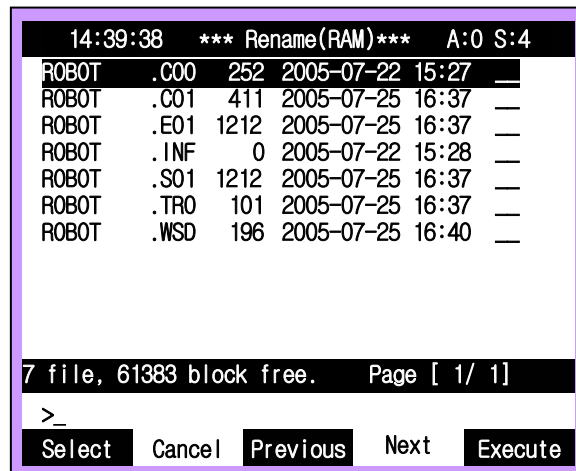 14:39:38 *** Rename(RAM)*** A:0 S:4
ROBOT .C00 252 2005-07-22 15:27 __
ROBOT .C01 411 2005-07-25 16:37 __
ROBOT .E01 1212 2005-07-25 16:37 __
ROBOT .INF 0 2005-07-22 15:28 __
ROBOT .S01 1212 2005-07-25 16:37 __
ROBOT .TR0 101 2005-07-25 16:37 __
ROBOT .WSD 196 2005-07-25 16:40 __
7 file, 61383 block free. Page [ 1/ 1]
>_
Select Cancel Previous Next Execute